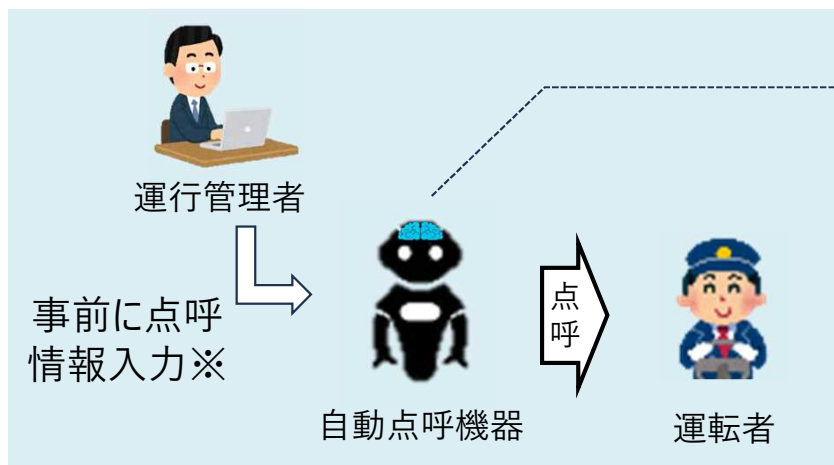 運行管理者
事前に点呼
情報入力※
点
呼
自動点呼機器
運転者